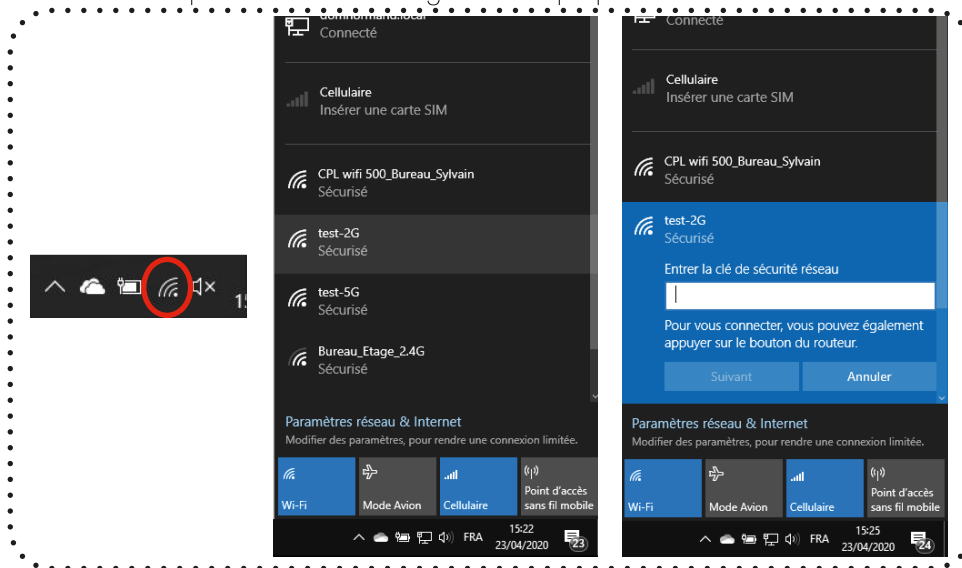 domnormand.local
Connecté
Cellulaire
Insérer une carte SIM
CPL wifi 500_Bureau_Sylvain
Sécurisé
test-2G
Sécurisé
test-5G
Sécurisé
Bureau_Etage_2.4G
Sécurisé
Paramètres réseau & Internet
Modifier des paramètres, pour rendre une connexion limitée.
Wi-Fi
Mode Avion
Cellulaire
Point d'accès
sans fil mobile
FRA
15:22
23/04/2020
23
Connecté
Cellulaire
Insérer une carte SIM
CPL wifi 500_Bureau_Sylvain
Sécurisé
test-2G
Sécurisé
Entrer la clé de sécurité réseau
Pour vous connecter, vous pouvez également
appuyer sur le bouton du routeur.
Suivant
Annuler
Paramètres réseau & Internet
Modifier des paramètres, pour rendre une connexion limitée.
Wi-Fi
Mode Avion
Cellulaire
Point d'accès
sans fil mobile
FRA
15:25
23/04/2020
24